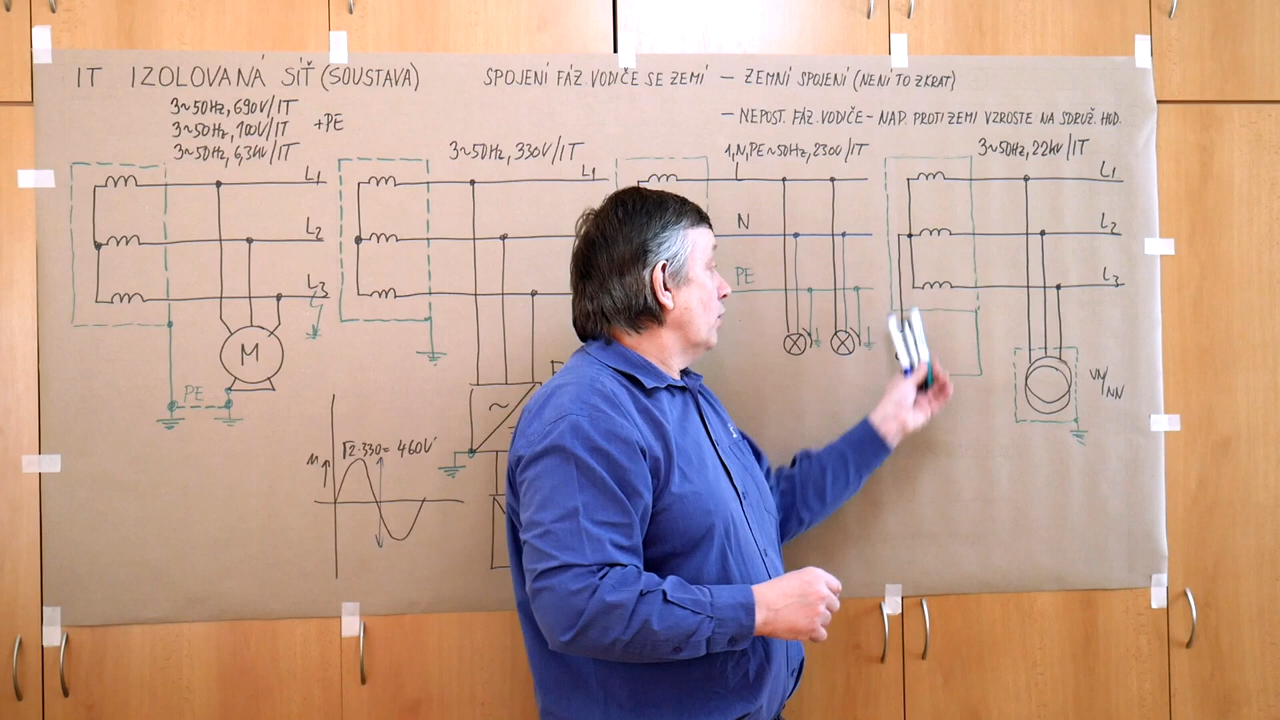 IT IZOLOVANÁ SÍŤ (SOUSTAVA)
SPOJENÍ FÁZ. VODIČE SE ZEMÍ – ZEMNÍ SPOJENÍ (NENÍ TO ZKRAT)
– NEPOST. FÁZ. VODIČE – NAP. PROTI ZEMI VZROSTE NA SDRUŽ. HOD.
3~50Hz, 690V/IT
3~50Hz, 700V/IT
3~50Hz, 6,3kV/IT
+PE
L1
L2
L3
M
PE
3~50Hz, 330V/IT
L1
~
u
√2·330= 460V
1,N,PE~50Hz, 230V/IT
L
N
PE
3~50Hz, 22kV/IT
L1
L2
L3
VN/NN